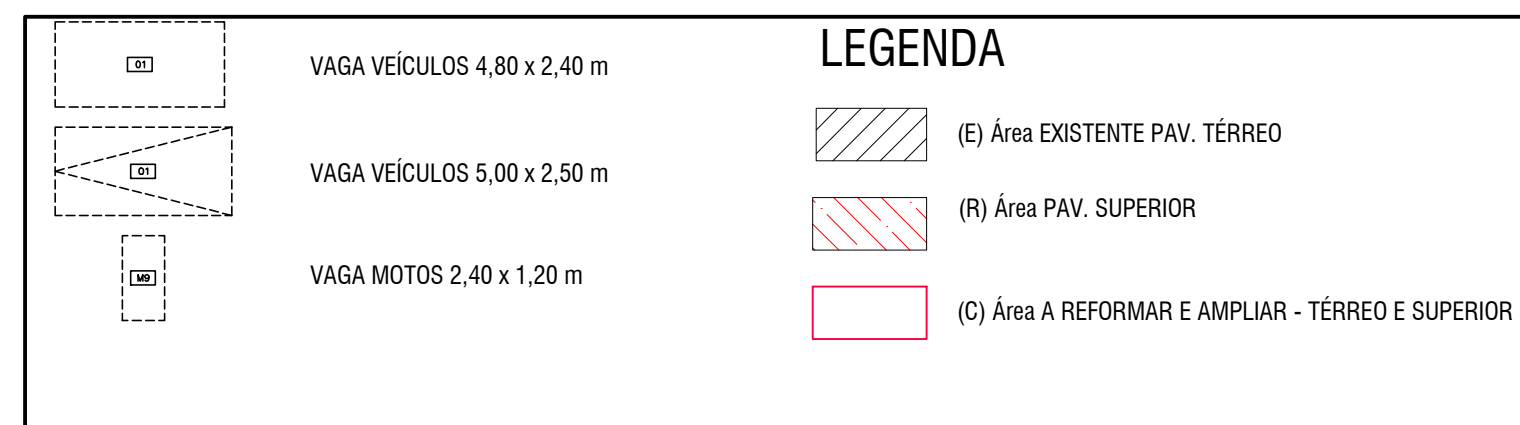 01
VAGA VEÍCULOS 4,80 x 2,40 m
01
VAGA VEÍCULOS 5,00 x 2,50 m
M9
VAGA MOTOS 2,40 x 1,20 m
LEGENDA
(E) Área EXISTENTE PAV. TÉRREO
(R) Área PAV. SUPERIOR
(C) Área A REFORMAR E AMPLIAR - TÉRREO E SUPERIOR